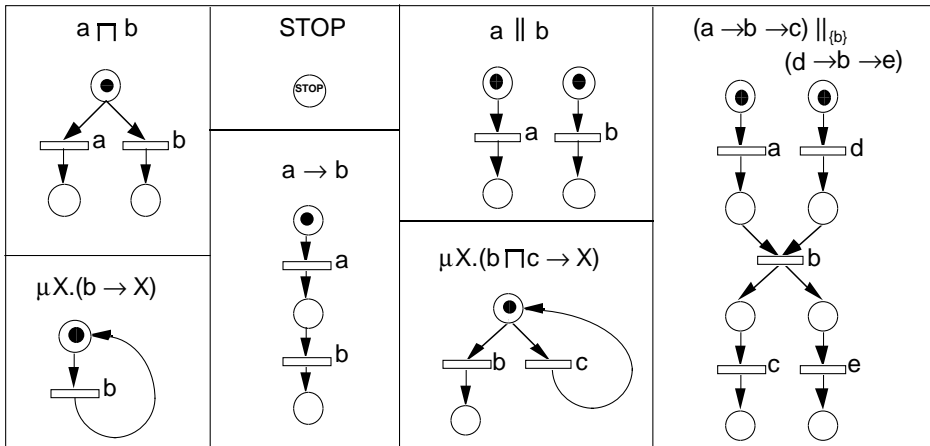 a ⊓ b
a
b
μX.(b → X)
b
STOP
STOP
a → b
a
b
a || b
a
b
μX.(b⊓c → X)
b
c
(a→b→c) ||{b}
(d→b→e)
a
d
b
c
e